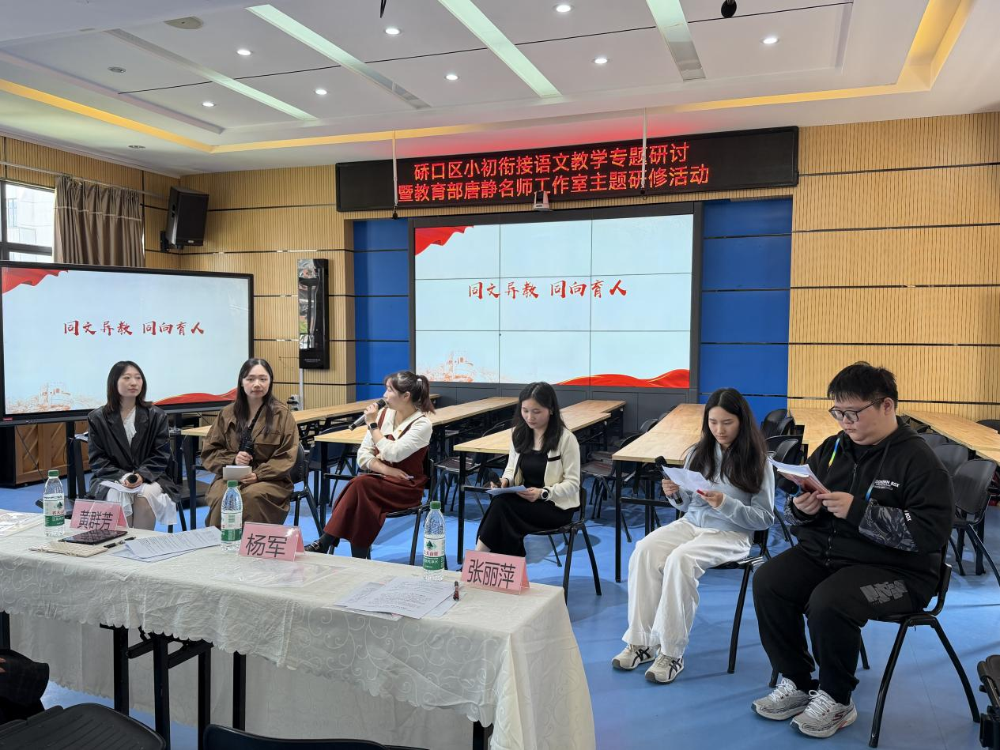 硚口区小初衔接语文教学专题研讨
暨教育部唐静名师工作室主题研修活动
同文异教 同向育人
同文异教 同向育人
黄群芳
杨军
张丽萍